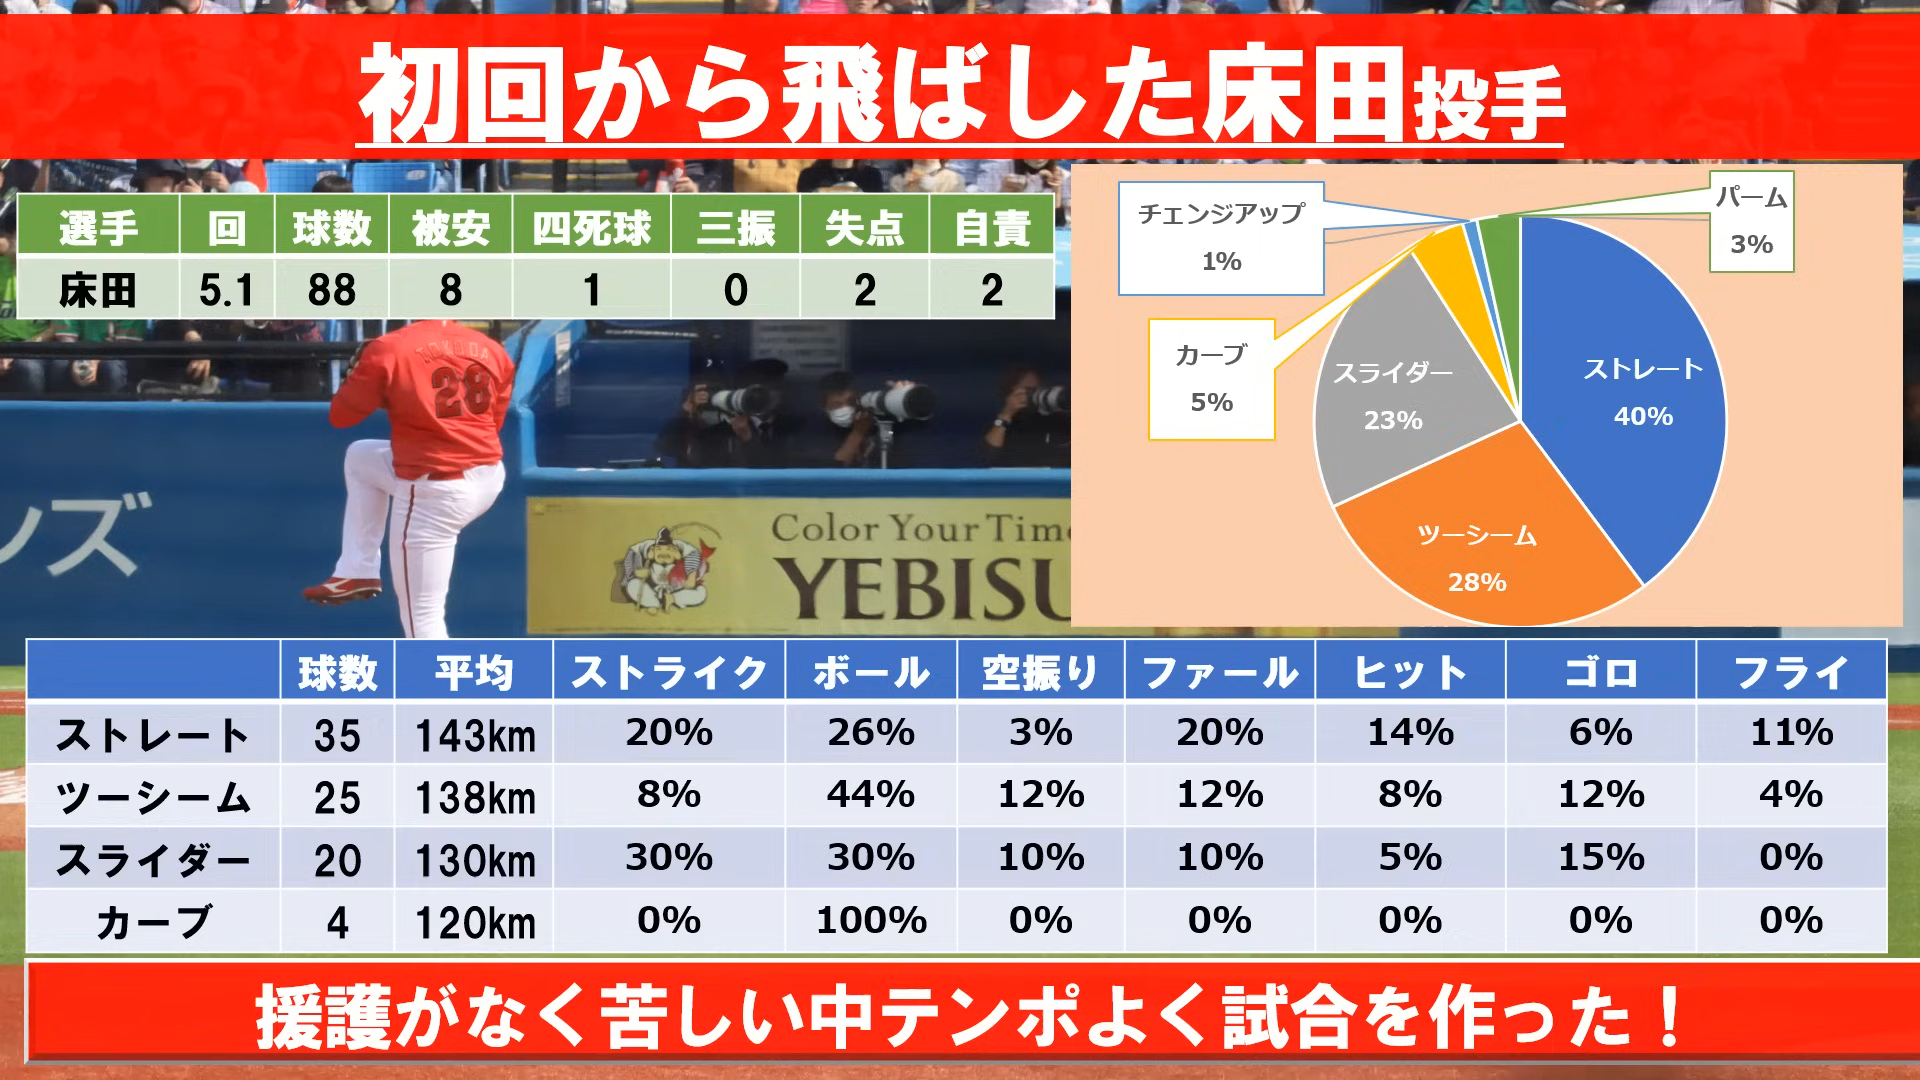 初回から飛ばした床田投手
選手 回 球数 被安 四死球 三振 失点 自責
床田 5.1 88 8 1 0 2 2
チェンジアップ
1%
パーム
3%
カーブ
5%
スライダー
23%
ストレート
40%
ツーシーム
28%
TOKODA
28
ンズ
Color Your Time
YEBISU
球数 平均 ストライク ボール 空振り ファール ヒット ゴロ フライ
ストレート 35 143km 20% 26% 3% 20% 14% 6% 11%
ツーシーム 25 138km 8% 44% 12% 12% 8% 12% 4%
スライダー 20 130km 30% 30% 10% 10% 5% 15% 0%
カーブ 4 120km 0% 100% 0% 0% 0% 0% 0%
援護がなく苦しい中テンポよく試合を作った！